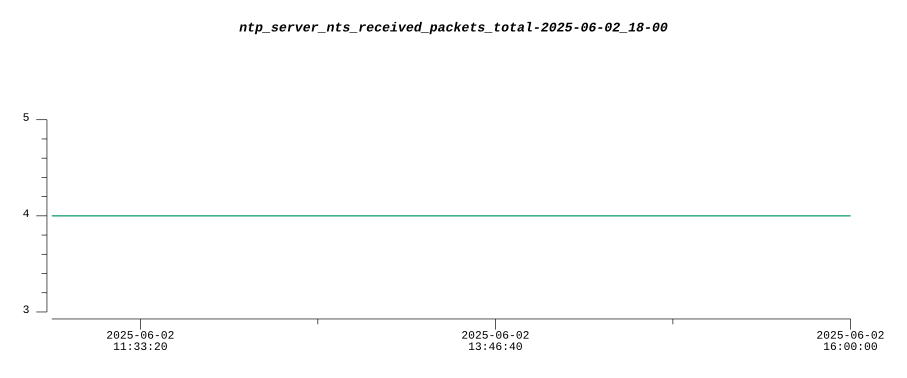 ntp_server_nts_received_packets_total-2025-06-02_18-00
5
4
3
2025-06-02 2025-06-02 2025-06-02
11:33:20 13:46:40 16:00:00